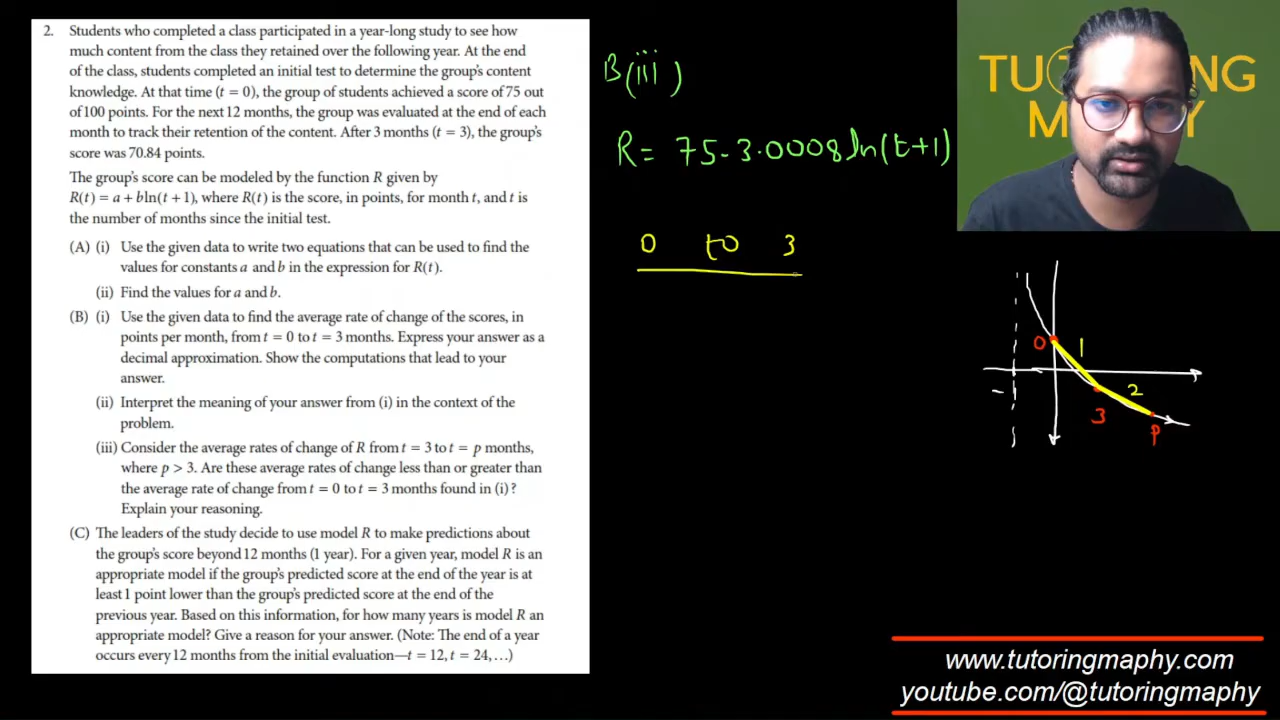 2. Students who completed a class participated in a year-long study to see how
much content from the class they retained over the following year. At the end
of the class, students completed an initial test to determine the group's content
knowledge. At that time (t = 0), the group of students achieved a score of 75 out
of 100 points. For the next 12 months, the group was evaluated at the end of each
month to track their retention of the content. After 3 months (t = 3), the group's
score was 70.84 points.
The group's score can be modeled by the function R given by
R(t) = a + bln(t + 1), where R(t) is the score, in points, for month t, and t is
the number of months since the initial test.
(A) (i) Use the given data to write two equations that can be used to find the
values for constants a and b in the expression for R(t).
(ii) Find the values for a and b.
(B) (i) Use the given data to find the average rate of change of the scores, in
points per month, from t = 0 to t = 3 months. Express your answer as a
decimal approximation. Show the computations that lead to your
answer.
(ii) Interpret the meaning of your answer from (i) in the context of the
problem.
(iii) Consider the average rates of change of R from t = 3 to t = p months,
where p > 3. Are these average rates of change less than or greater than
the average rate of change from t = 0 to t = 3 months found in (i)?
Explain your reasoning.
(C) The leaders of the study decide to use model R to make predictions about
the group's score beyond 12 months (1 year). For a given year, model R is an
appropriate model if the group's predicted score at the end of the year is at
least 1 point lower than the group's predicted score at the end of the
previous year. Based on this information, for how many years is model R an
appropriate model? Give a reason for your answer. (Note: The end of a year
occurs every 12 months from the initial evaluation—t = 12, t = 24,…)
B(iii)
R = 75 - 3.0008 ln(t+1)
0 to 3
0
1
2
3
p
-1
www.tutoringmaphy.com
youtube.com/@tutoringmaphy